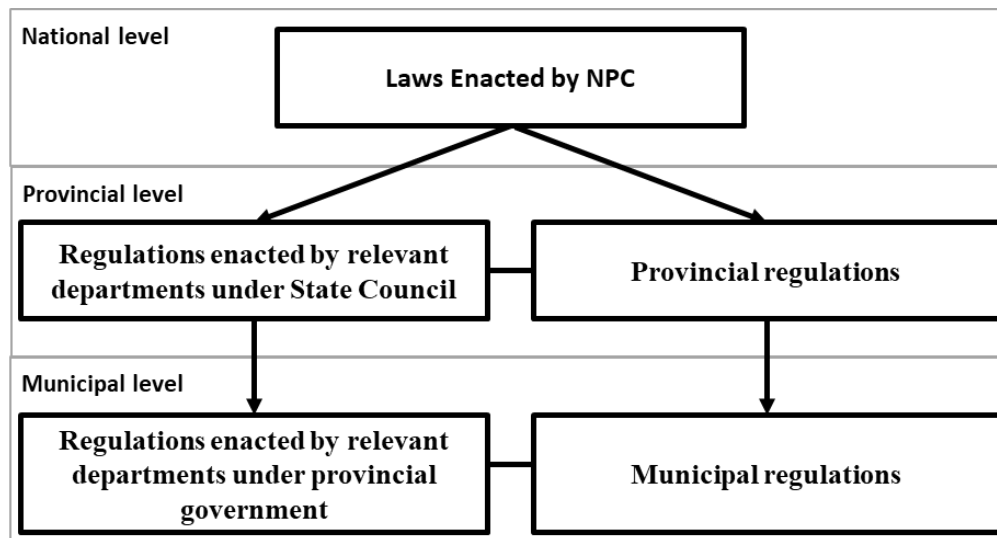 National level
Laws Enacted by NPC
Provincial level
Regulations enacted by relevant
departments under State Council
Provincial regulations
Municipal level
Regulations enacted by relevant
departments under provincial
government
Municipal regulations